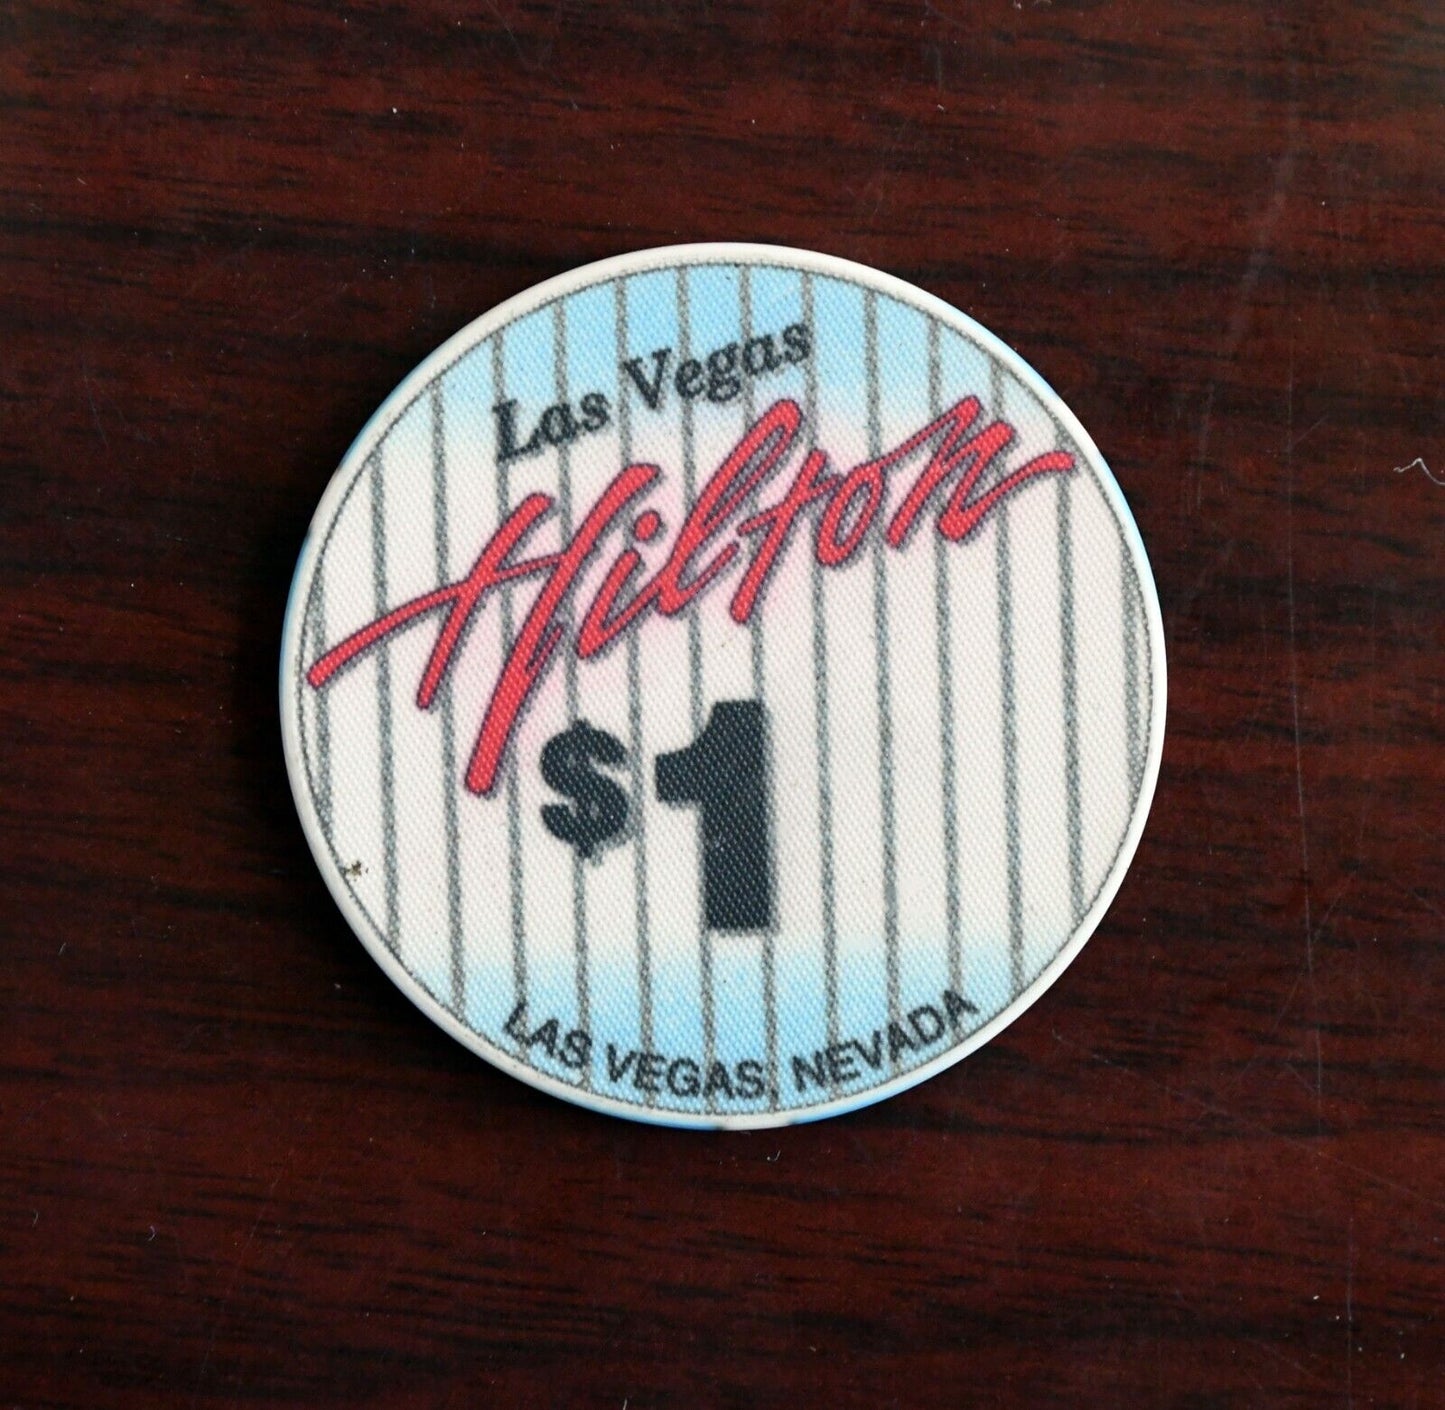 Las Vegas
Hilton
$1
LAS VEGAS, NEVADA